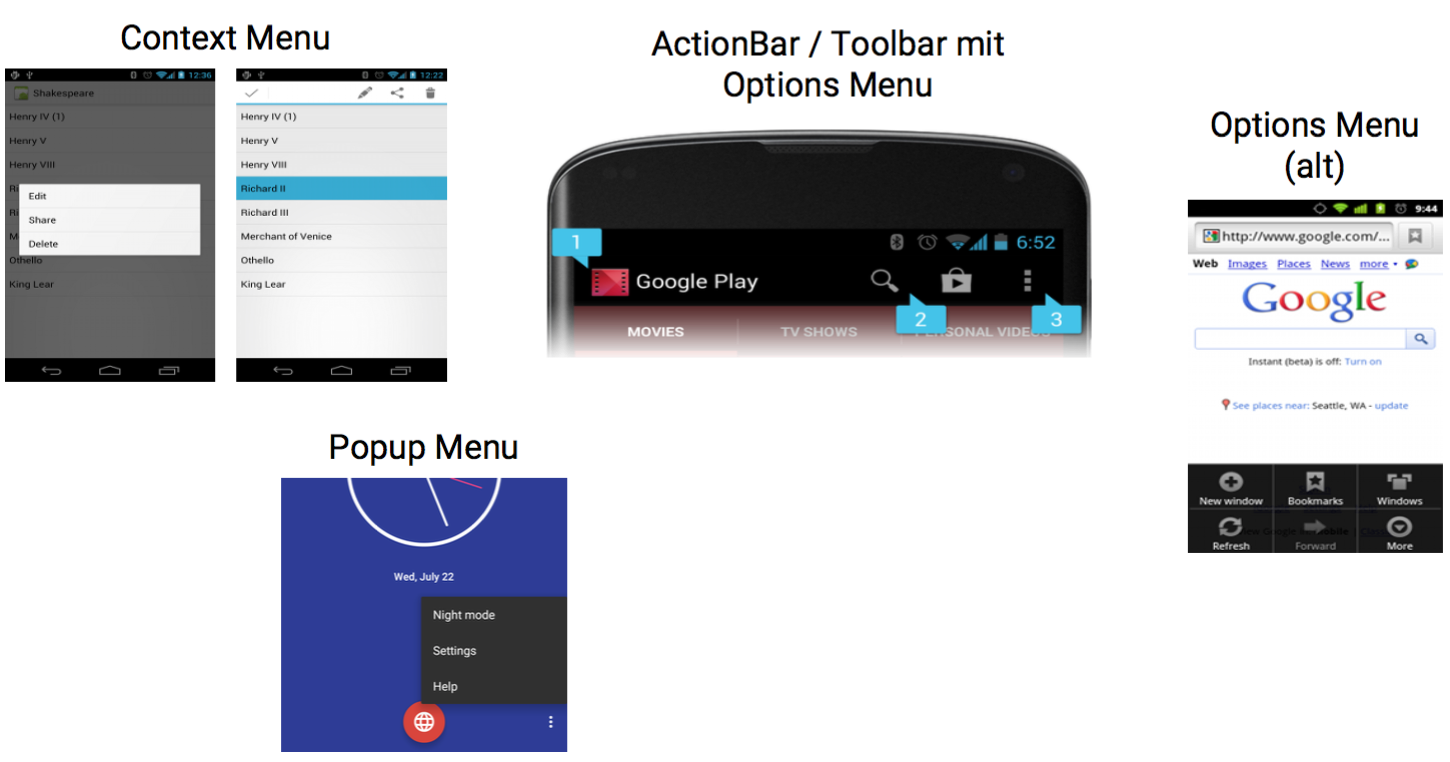 Context Menu
12:36
Shakespeare
Henry IV (1)
Henry V
Henry VIII
Ri
Edit
Ri
Share
M
Delete
Othello
King Lear
12:22
Henry IV (1)
Henry V
Henry VIII
Richard II
Richard III
Merchant of Venice
Othello
King Lear
ActionBar / Toolbar mit
Options Menu
1
6:52
Google Play
2
3
MOVIES
TV SHOWS
PERSONAL VIDEOS
Options Menu
(alt)
9:44
http://www.google.com/...
Web Images Places News more
Google
Instant (beta) is off: Turn on
See places near: Seattle, WA - update
New window
Bookmarks
Windows
Refresh
Forward
More
Popup Menu
Wed, July 22
Night mode
Settings
Help